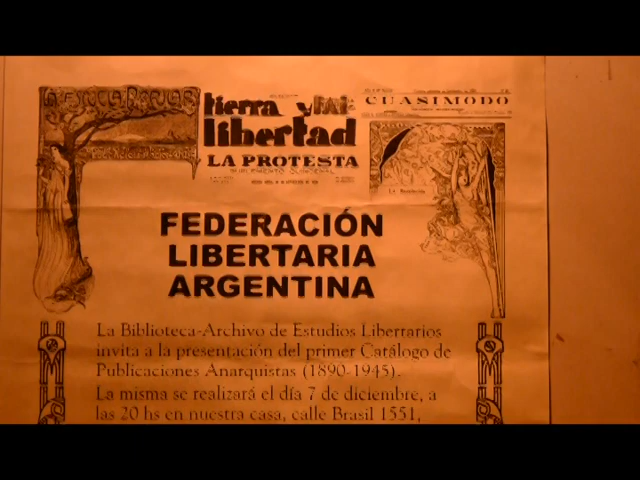 tierra y
libertad
CUASIMODO
LA PROTESTA
SUPLEMENTO QUINCENAL
FEDERACIÓN
LIBERTARIA
ARGENTINA
La Biblioteca-Archivo de Estudios Libertarios
invita a la presentación del primer Catálogo de
Publicaciones Anarquistas (1890-1945).
La misma se realizará el día 7 de diciembre, a
las 20 hs en nuestra casa, calle Brasil 1551,